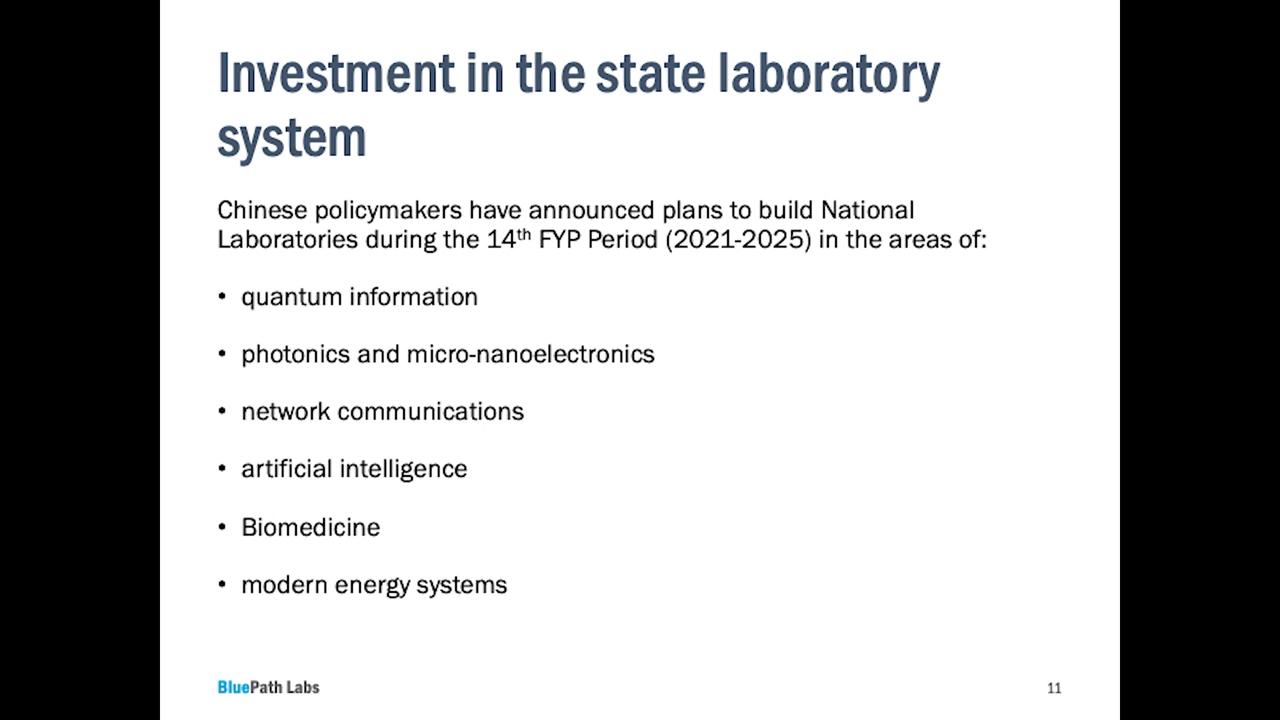 Investment in the state laboratory
system
Chinese policymakers have announced plans to build National
Laboratories during the 14th FYP Period (2021-2025) in the areas of:
• quantum information
• photonics and micro-nanoelectronics
• network communications
• artificial intelligence
• Biomedicine
• modern energy systems
BluePath Labs
11